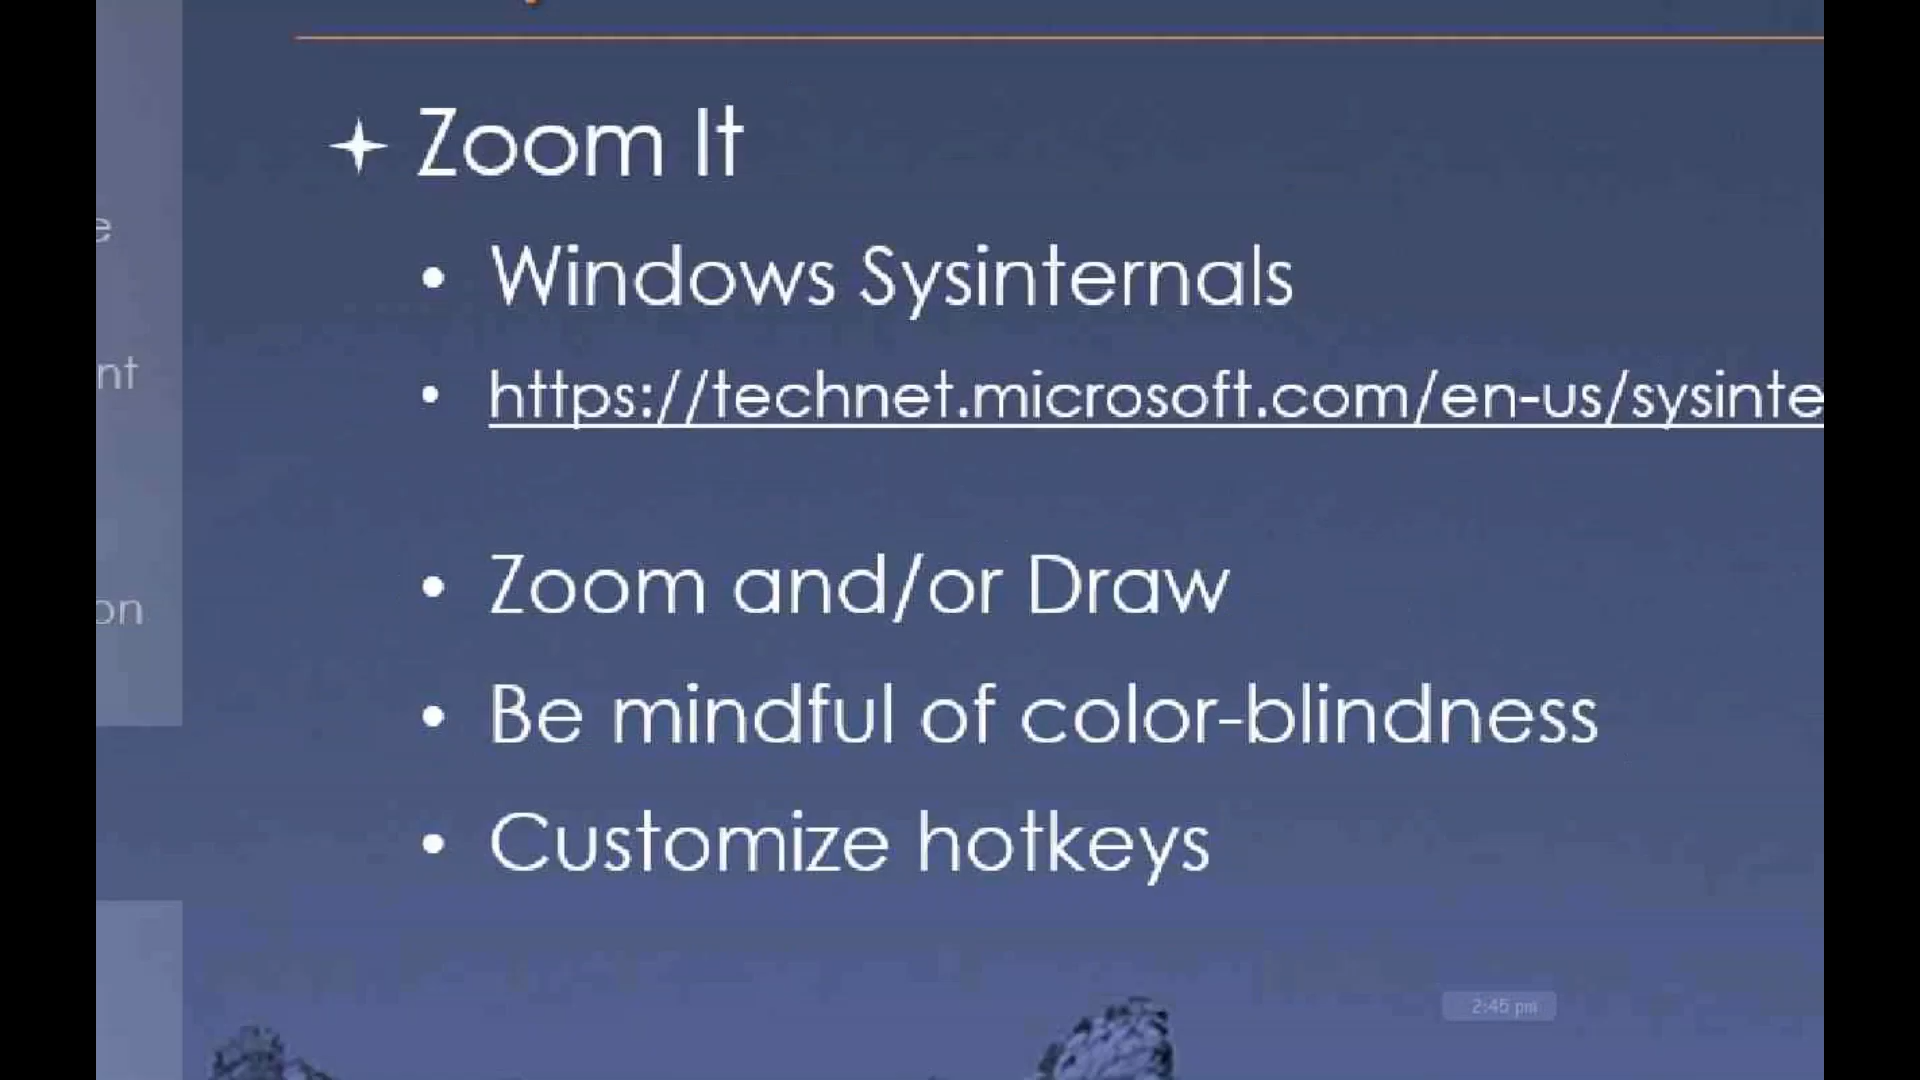 Zoom It
Windows Sysinternals
https://technet.microsoft.com/en-us/sysinte
Zoom and/or Draw
Be mindful of color-blindness
Customize hotkeys
e
nt
on
2:45 pm